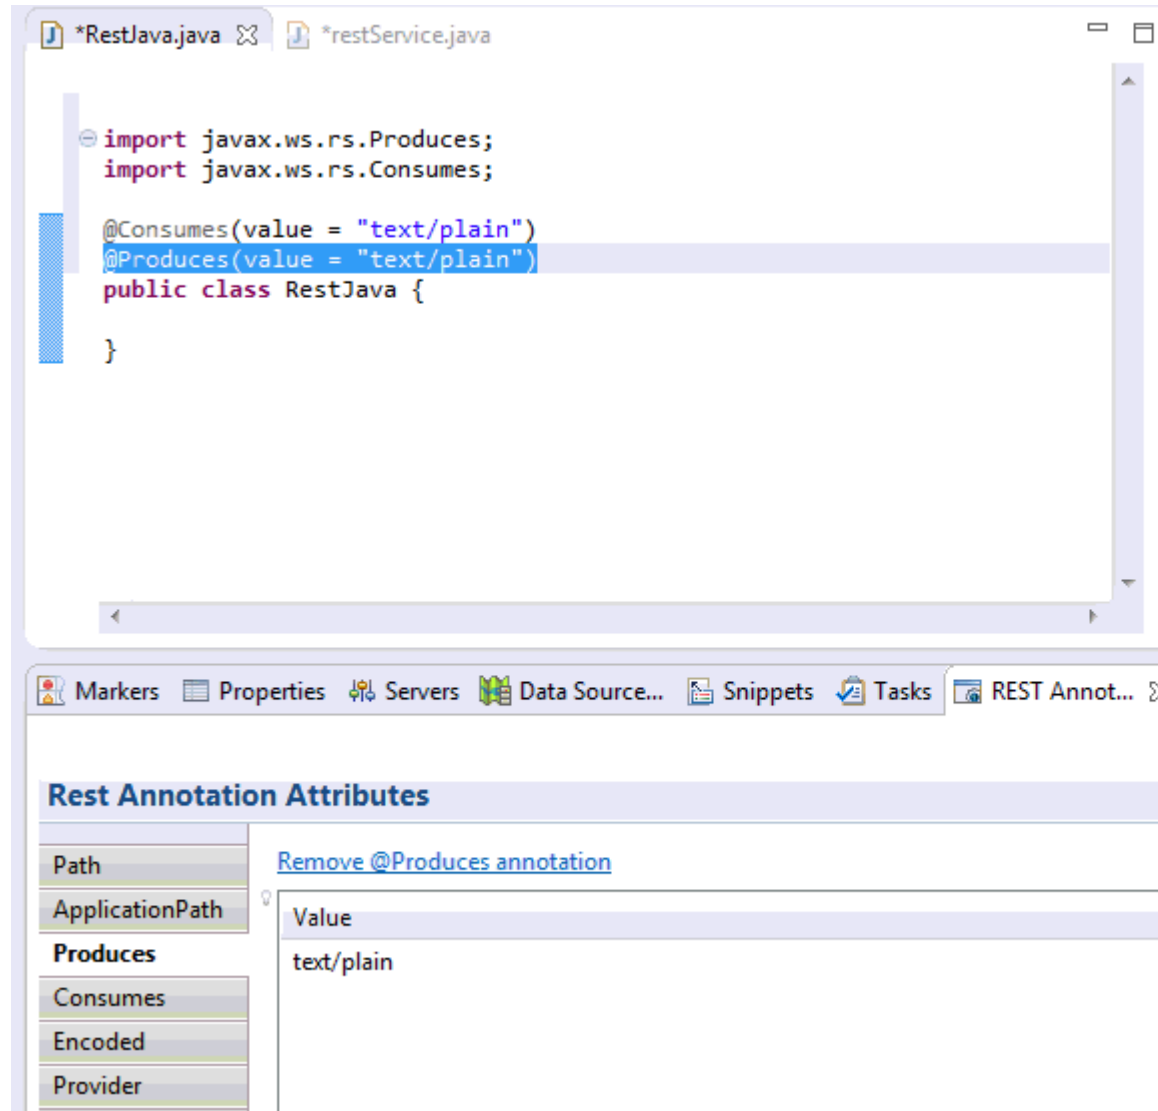 *RestJava.java *restService.java
import javax.ws.rs.Produces;
import javax.ws.rs.Consumes;
@Consumes(value = "text/plain")
@Produces(value = "text/plain")
public class RestJava {
}
Markers Properties Servers Data Source... Snippets Tasks REST Annot...
Rest Annotation Attributes
Path
Remove @Produces annotation
ApplicationPath
Value
Produces
text/plain
Consumes
Encoded
Provider